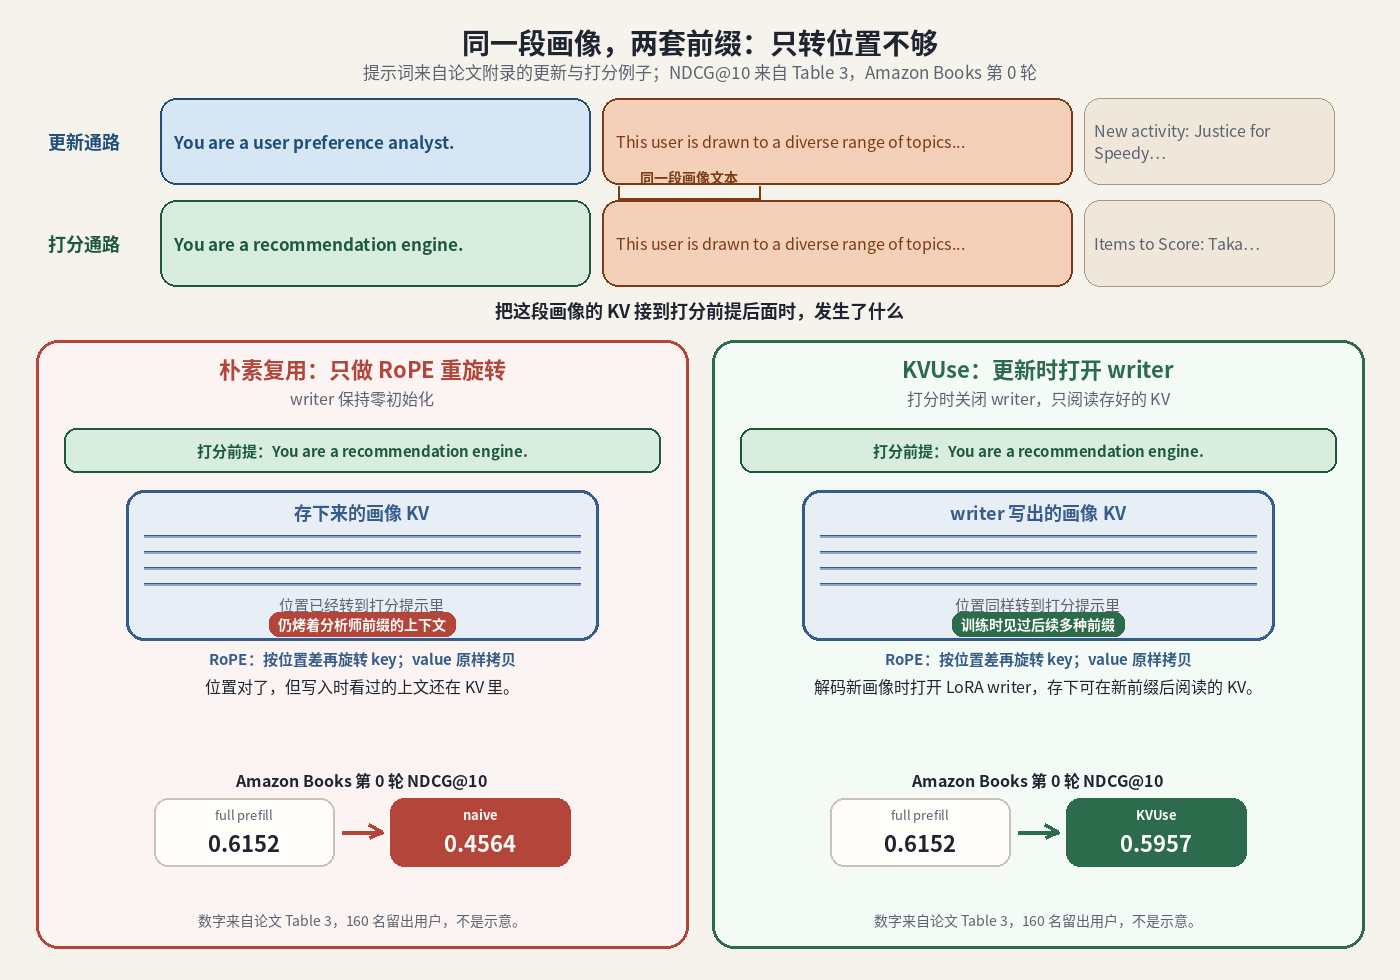 同一段画像，两套前缀：只转位置不够
提示词来自论文附录的更新与打分例子；NDCG@10 来自 Table 3，Amazon Books 第 0 轮
更新通路
You are a user preference analyst.
This user is drawn to a diverse range of topics...
New activity: Justice for
Speedy...
同一段画像文本
打分通路
You are a recommendation engine.
This user is drawn to a diverse range of topics...
Items to Score: Taka...
把这段画像的 KV 接到打分前提后面时，发生了什么
朴素复用：只做 RoPE 重旋转
writer 保持零初始化
打分前提：You are a recommendation engine.
存下来的画像 KV
位置已经转到打分提示里
仍烤着分析师前缀的上下文
RoPE：按位置差再旋转 key；value 原样拷贝
位置对了，但写入时看过的上文还在 KV 里。
Amazon Books 第 0 轮 NDCG@10
full prefill
0.6152
naive
0.4564
数字来自论文 Table 3，160 名留出用户，不是示意。
KVUse：更新时打开 writer
打分时关闭 writer，只阅读存好的 KV
打分前提：You are a recommendation engine.
writer 写出的画像 KV
位置同样转到打分提示里
训练时见过后续多种前缀
RoPE：按位置差再旋转 key；value 原样拷贝
解码新画像时打开 LoRA writer，存下可在新前缀后阅读的 KV。
Amazon Books 第 0 轮 NDCG@10
full prefill
0.6152
KVUse
0.5957
数字来自论文 Table 3，160 名留出用户，不是示意。